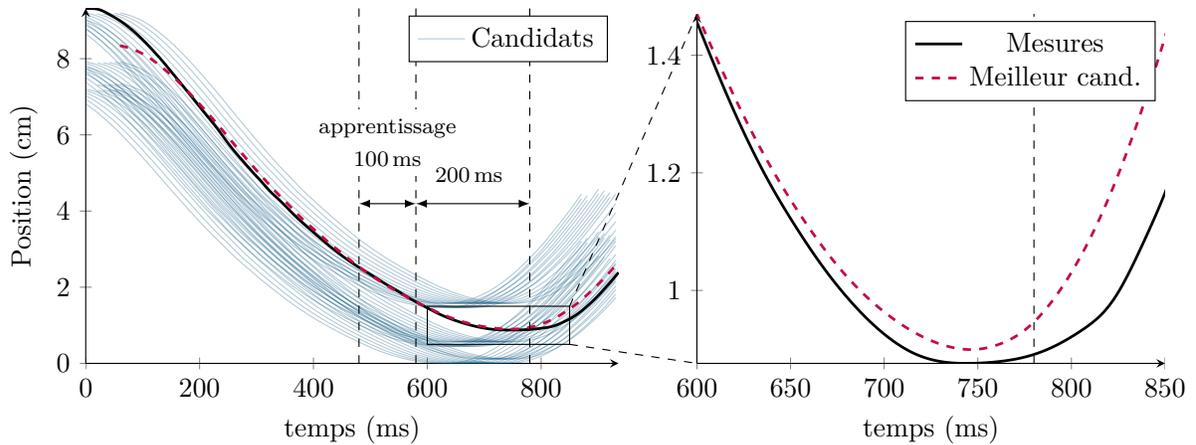 Candidats
apprentissage
100 ms
200 ms
8
6
4
2
0
Position (cm)
0 200 400 600 800
temps (ms)
Mesures
Meilleur cand.
1.4
1.2
1
600 650 700 750 800 850
temps (ms)